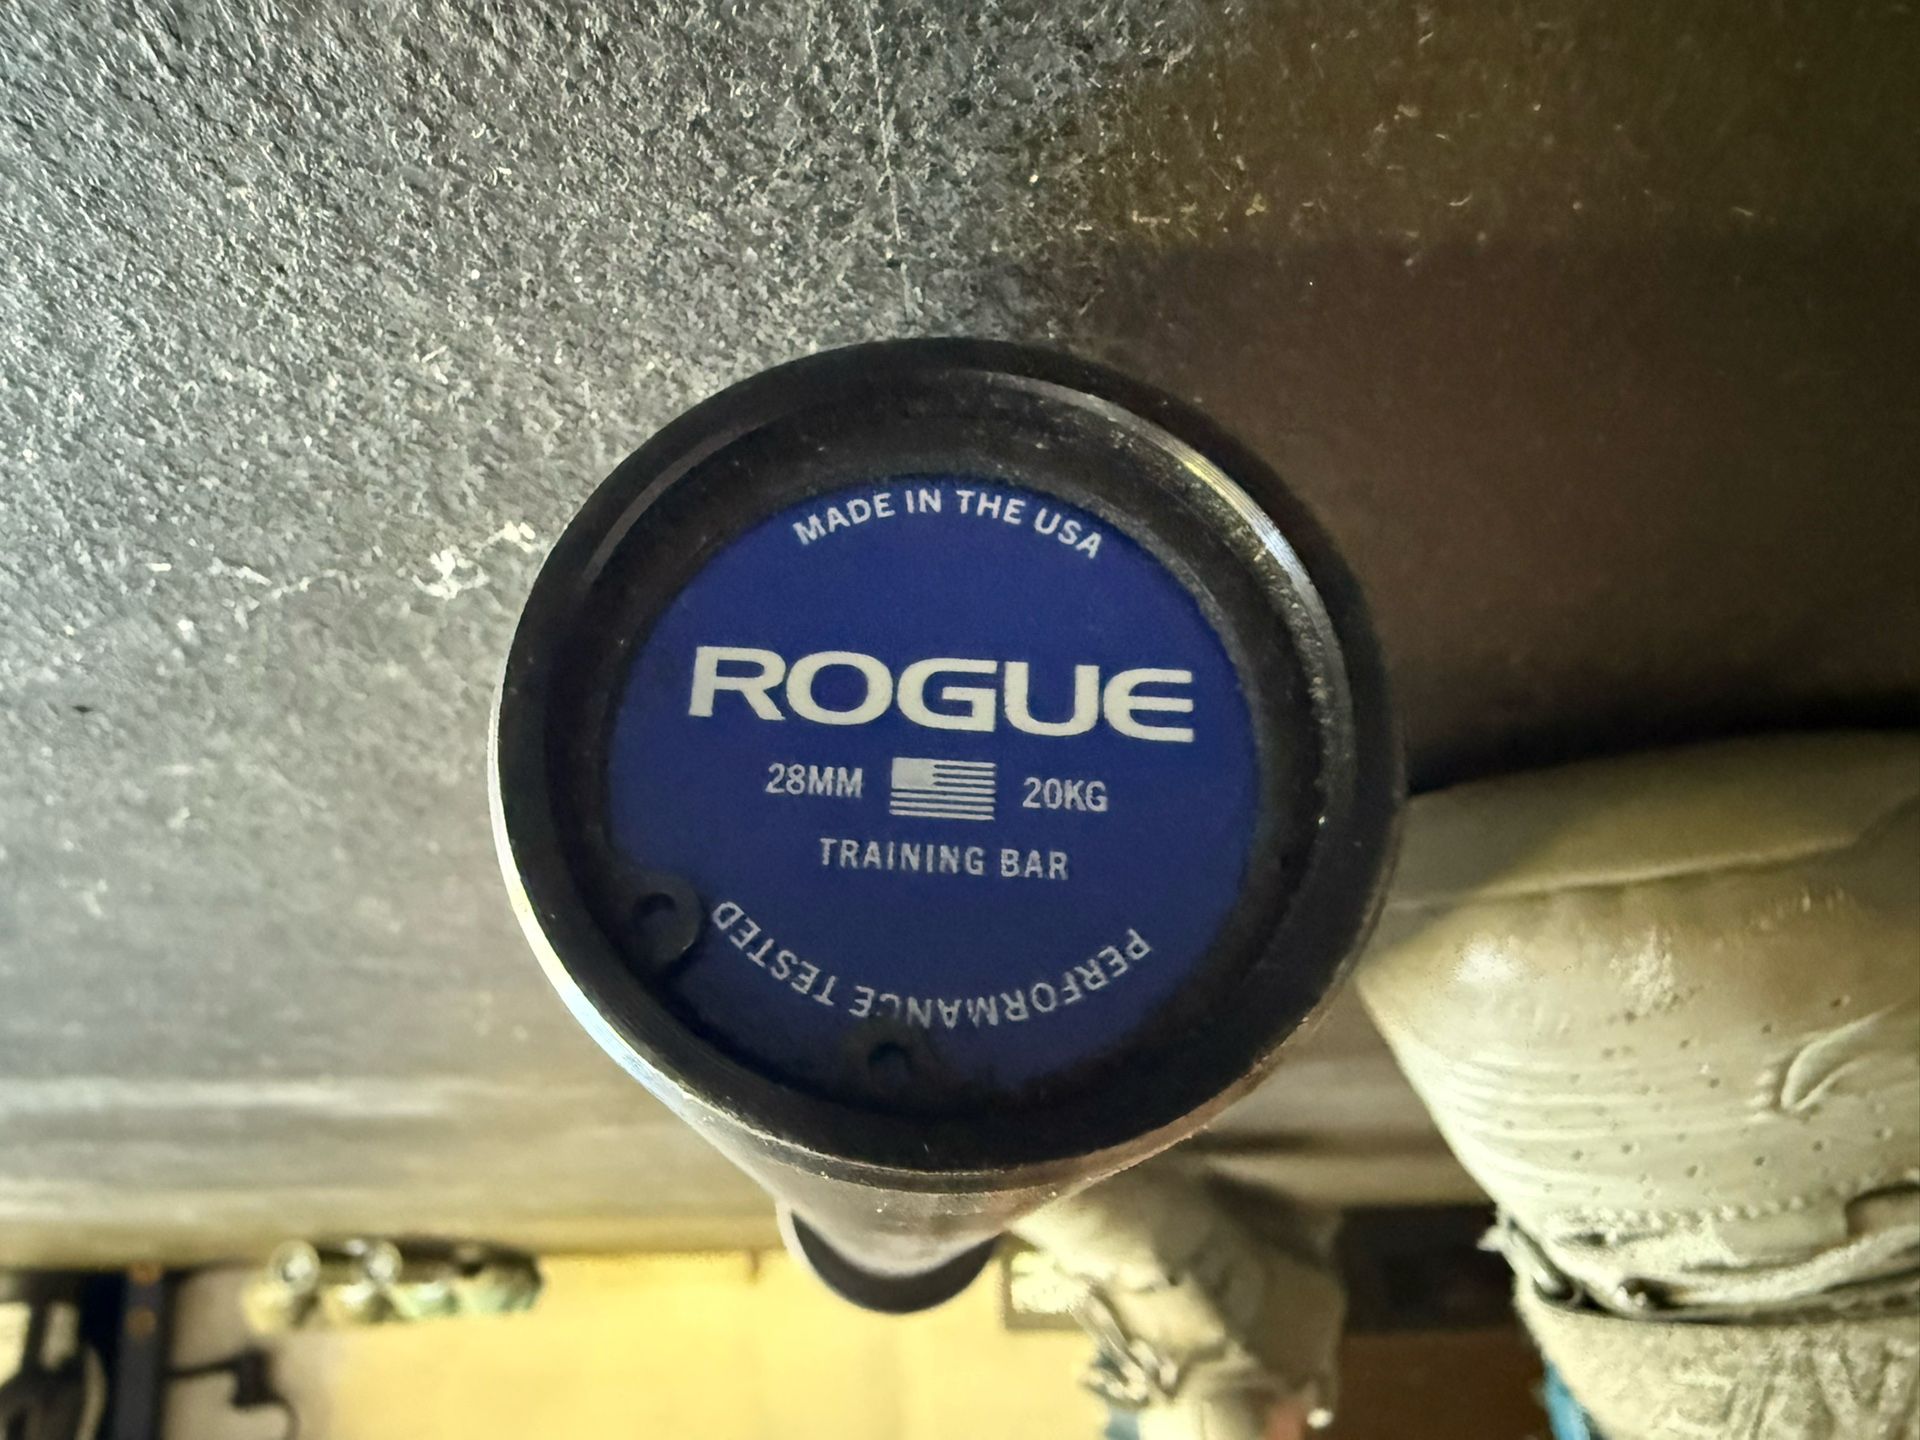 MADE IN THE USA
ROGUE
28MM 20KG
TRAINING BAR
PERFORMANCE TESTED